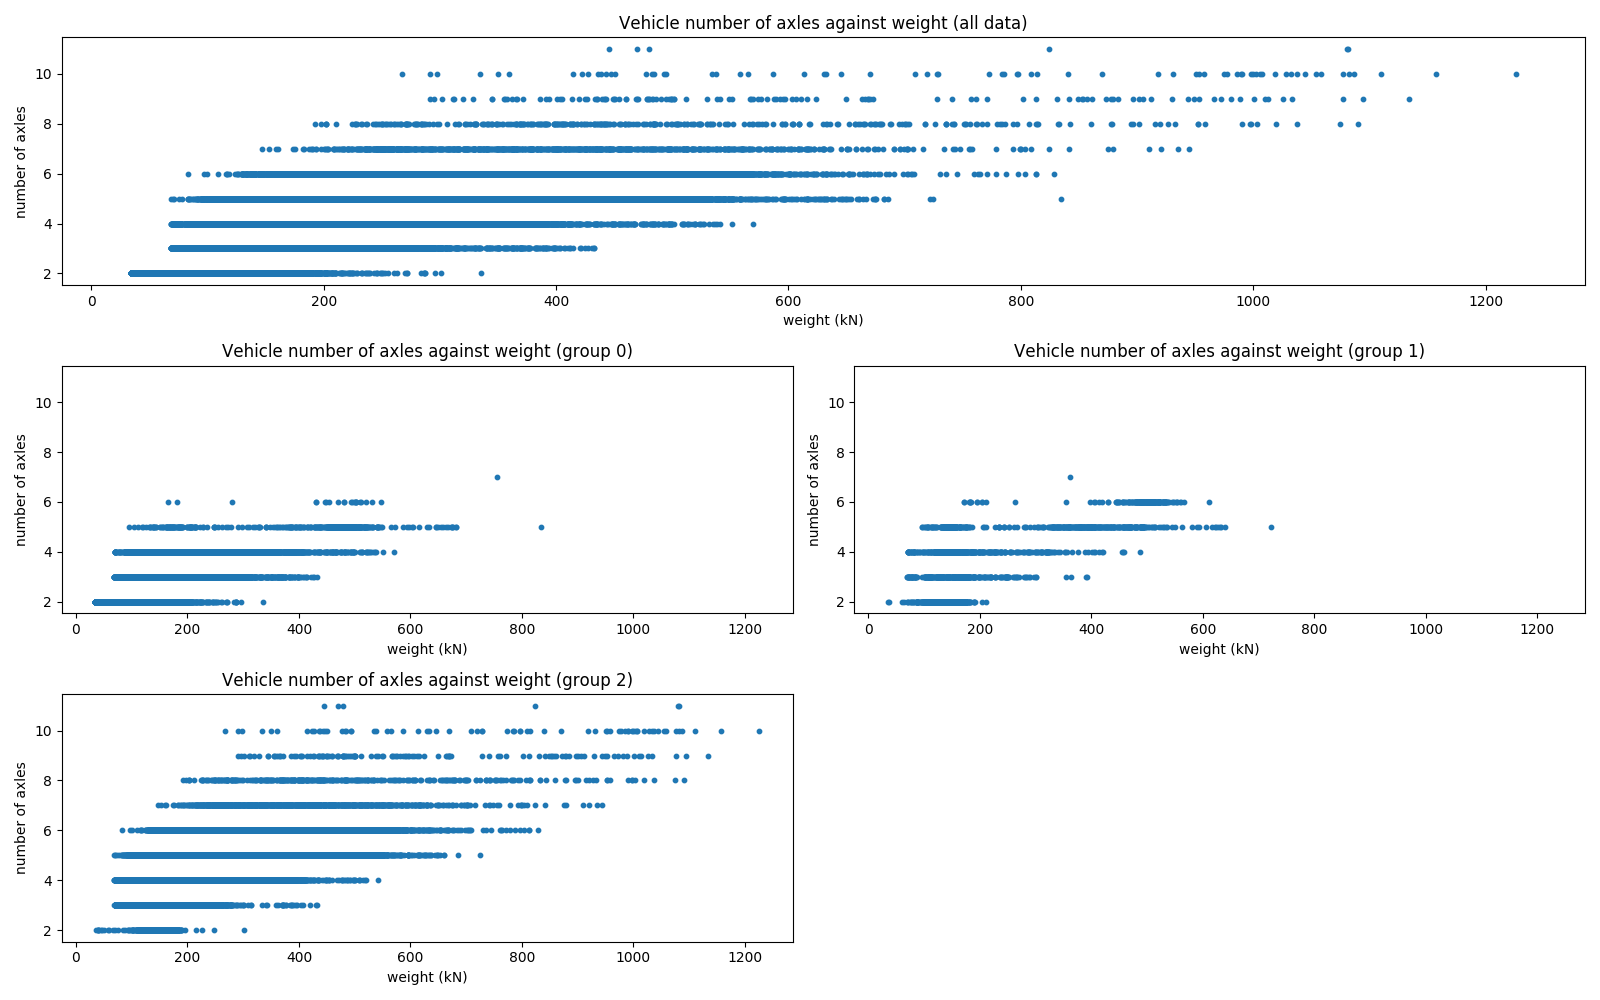 Vehicle number of axles against weight (all data)
number of axles
10
8
6
4
2
0 200 400 600 800 1000 1200
weight (kN)
Vehicle number of axles against weight (group 0)
number of axles
10
8
6
4
2
0 200 400 600 800 1000 1200
weight (kN)
Vehicle number of axles against weight (group 1)
number of axles
10
8
6
4
2
0 200 400 600 800 1000 1200
weight (kN)
Vehicle number of axles against weight (group 2)
number of axles
10
8
6
4
2
0 200 400 600 800 1000 1200
weight (kN)